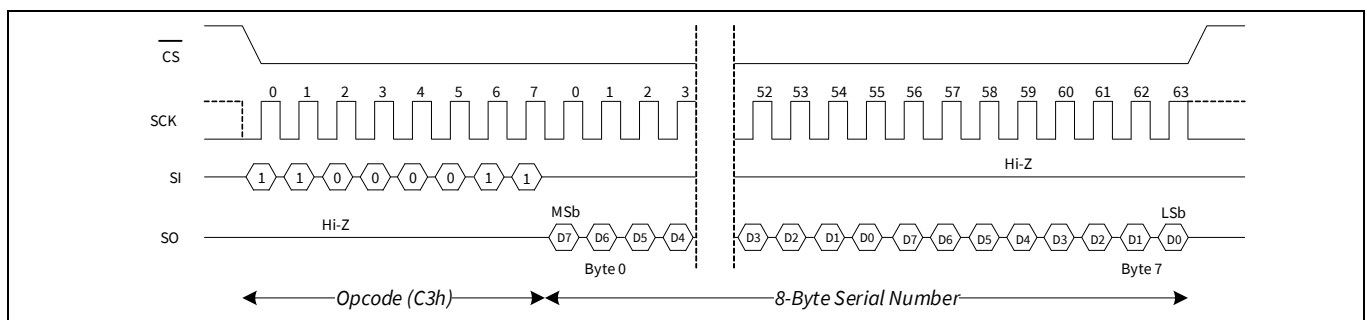 CS
0 1 2 3 4 5 6 7 0 1 2 3 52 53 54 55 56 57 58 59 60 61 62 63
SCK
Hi-Z
SI 1 1 0 0 0 0 1 1
MSb LSb
Hi-Z
SO D7 D6 D5 D4 D3 D2 D1 D0 D7 D6 D5 D4 D3 D2 D1 D0
Byte 0 Byte 7
Opcode (C3h) 8-Byte Serial Number